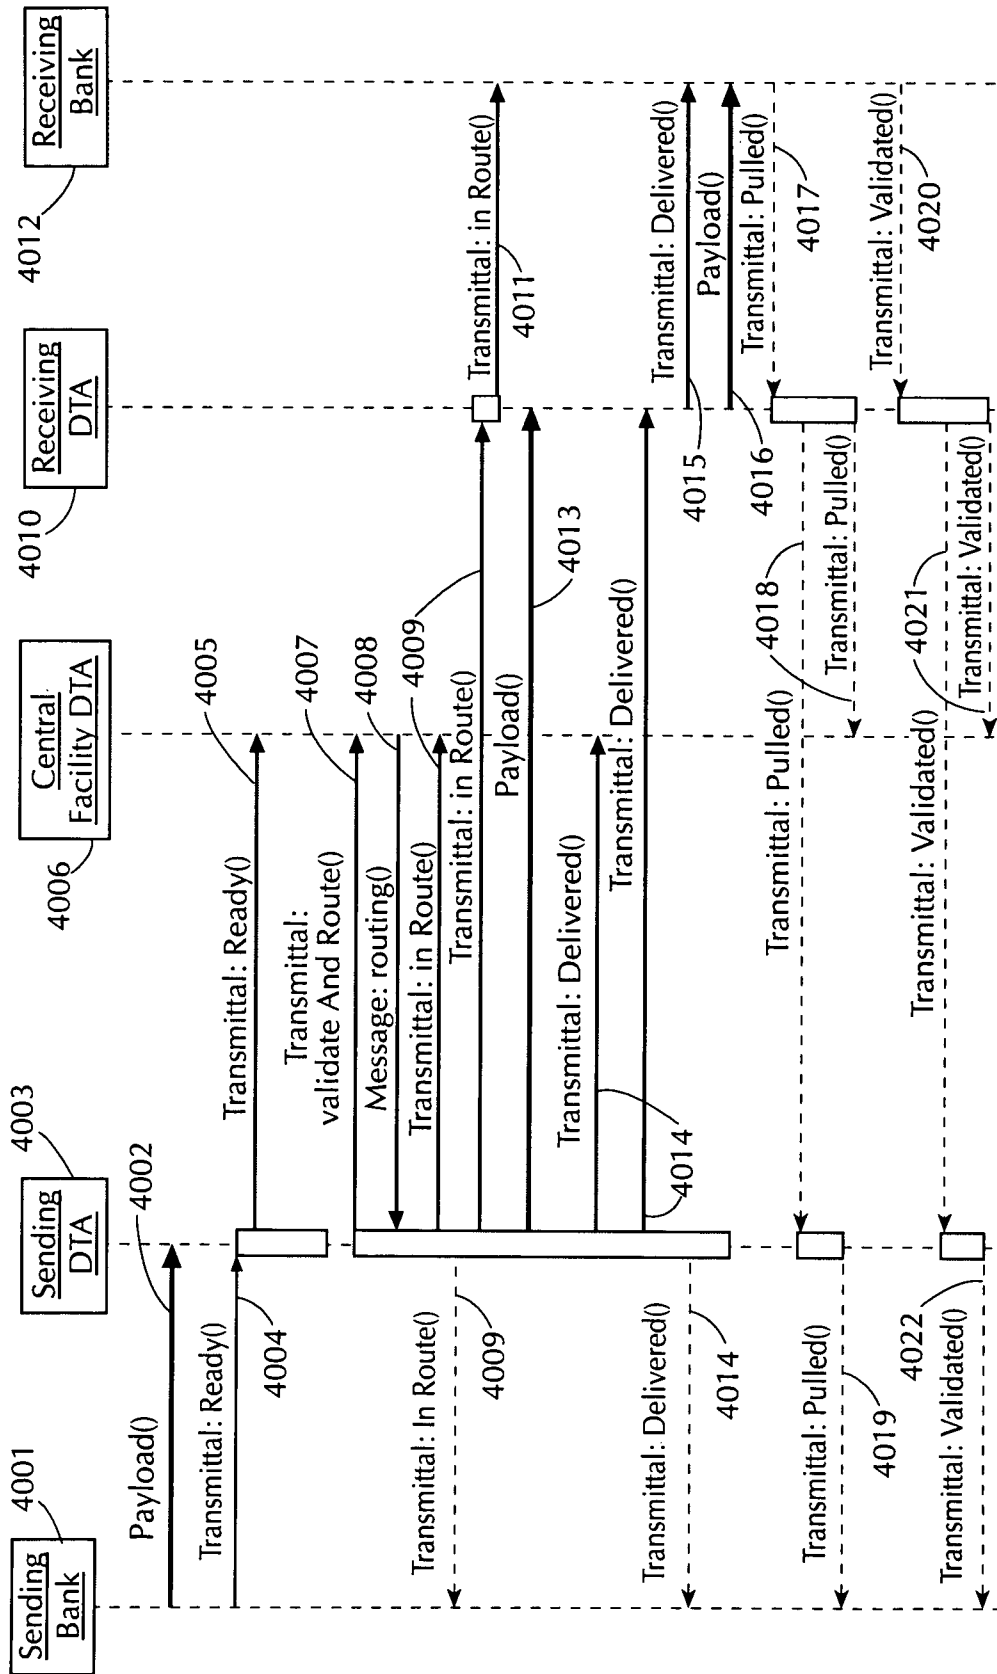 Sending
Bank
4001
Sending
DTA
4003
Central
Facility DTA
4006
Receiving
DTA
4010
Receiving
Bank
4012
Payload()
4002
Transmittal: Ready()
4004
Transmittal: Ready()
4005
Transmittal:
validate And Route()
4007
Message: routing()
4008
Transmittal: in Route()
4009
Transmittal: In Route()
4009
Transmittal: in Route()
Transmittal: in Route()
4011
Payload()
4013
Transmittal: Delivered()
Transmittal: Delivered()
4014
Transmittal: Delivered()
4014
Transmittal: Delivered()
4015
Payload()
4016
Transmittal: Pulled()
4017
Transmittal: Pulled()
4018
Transmittal: Pulled()
Transmittal: Pulled()
4019
Transmittal: Validated()
4020
Transmittal: Validated()
4021
Transmittal: Validated()
Transmittal: Validated()
4022